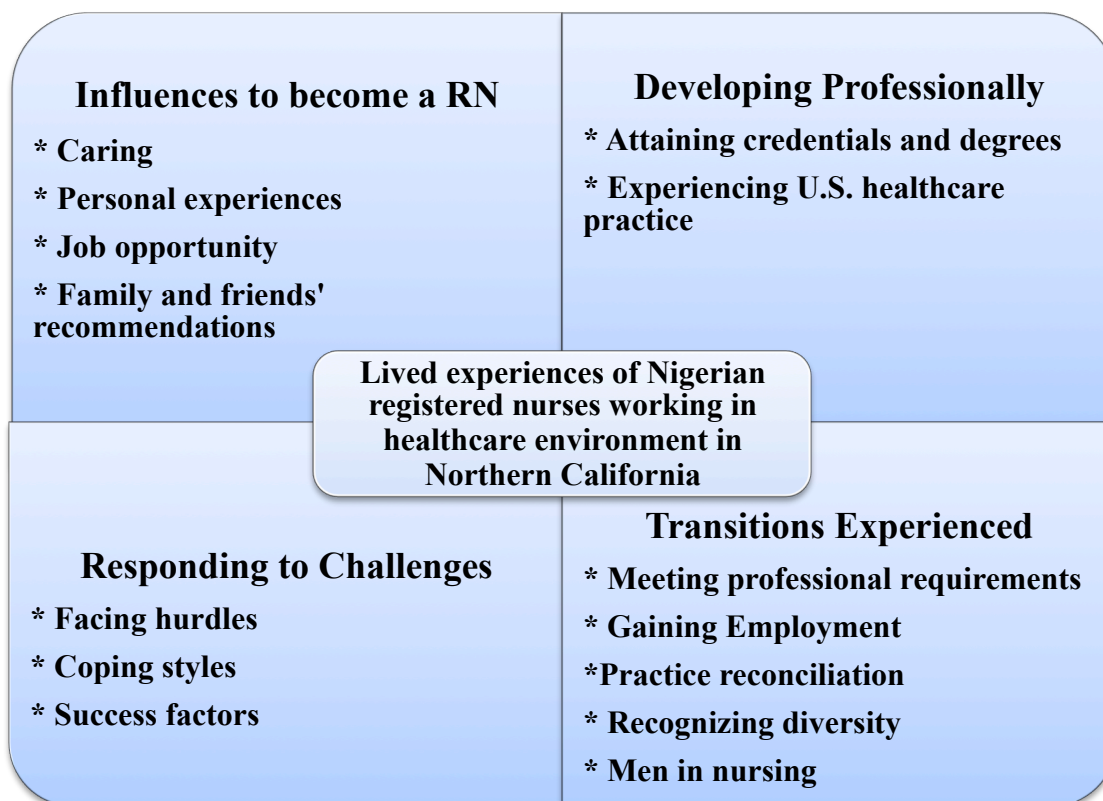 Influences to become a RN
* Caring
* Personal experiences
* Job opportunity
* Family and friends'
recommendations
Developing Professionally
* Attaining credentials and degrees
* Experiencing U.S. healthcare
practice
Lived experiences of Nigerian
registered nurses working in
healthcare environment in
Northern California
Responding to Challenges
* Facing hurdles
* Coping styles
* Success factors
Transitions Experienced
* Meeting professional requirements
* Gaining Employment
*Practice reconciliation
* Recognizing diversity
* Men in nursing